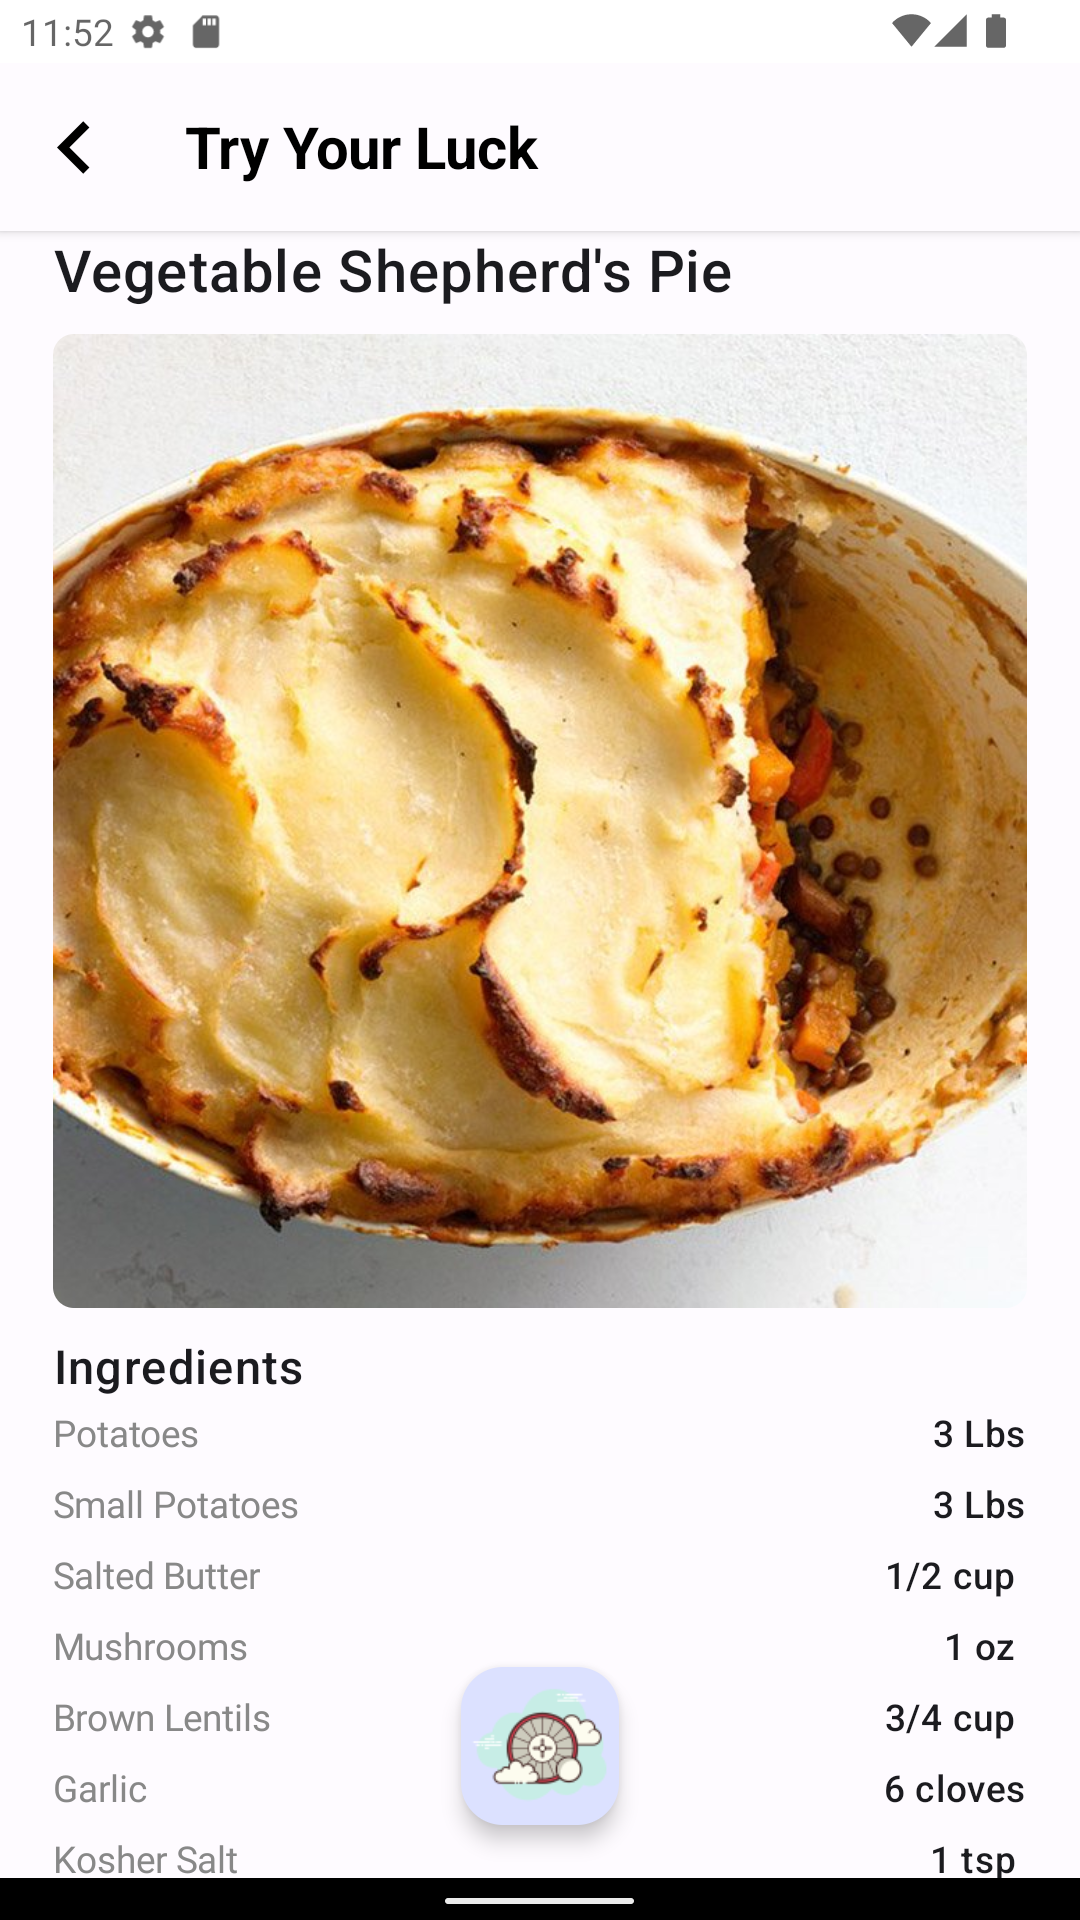 11:52
Try Your Luck
Vegetable Shepherd's Pie
Ingredients
Potatoes 3 Lbs
Small Potatoes 3 Lbs
Salted Butter 1/2 cup
Mushrooms 1 oz
Brown Lentils 3/4 cup
Garlic 6 cloves
Kosher Salt 1 tsp